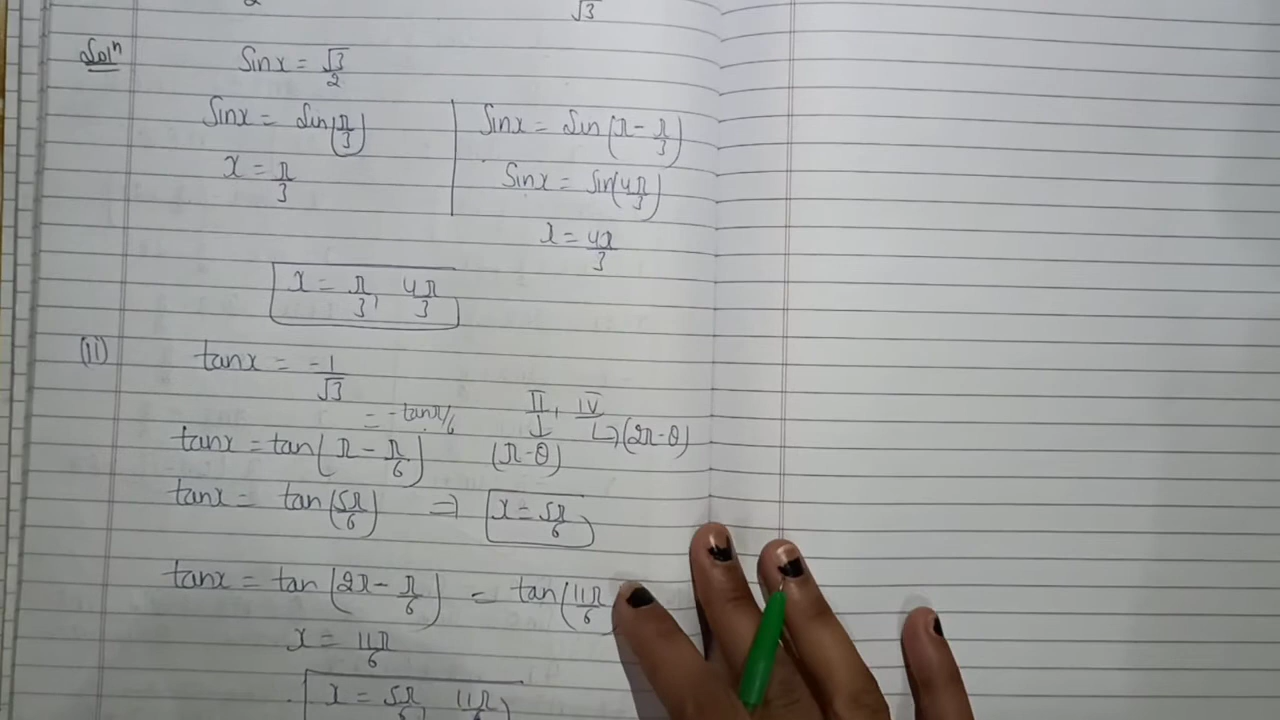 2 √3
Solⁿ
Sinx = √3/2
Sinx = Sin(π/3)
x = π/3
Sinx = Sin(π - π/3)
Sinx = Sin(4π/3)
x = 4π/3
x = π/3, 4π/3
(ii) tanx = -1/√3
= -tanπ/6
II, IV
↓ ↳ (2π-θ)
(π-θ)
tanx = tan(π - π/6)
tanx = tan(5π/6) ⇒ x = 5π/6
tanx = tan(2π - π/6) = tan(11π/6
x = 11π/6
x = 5π/6, 11π/6